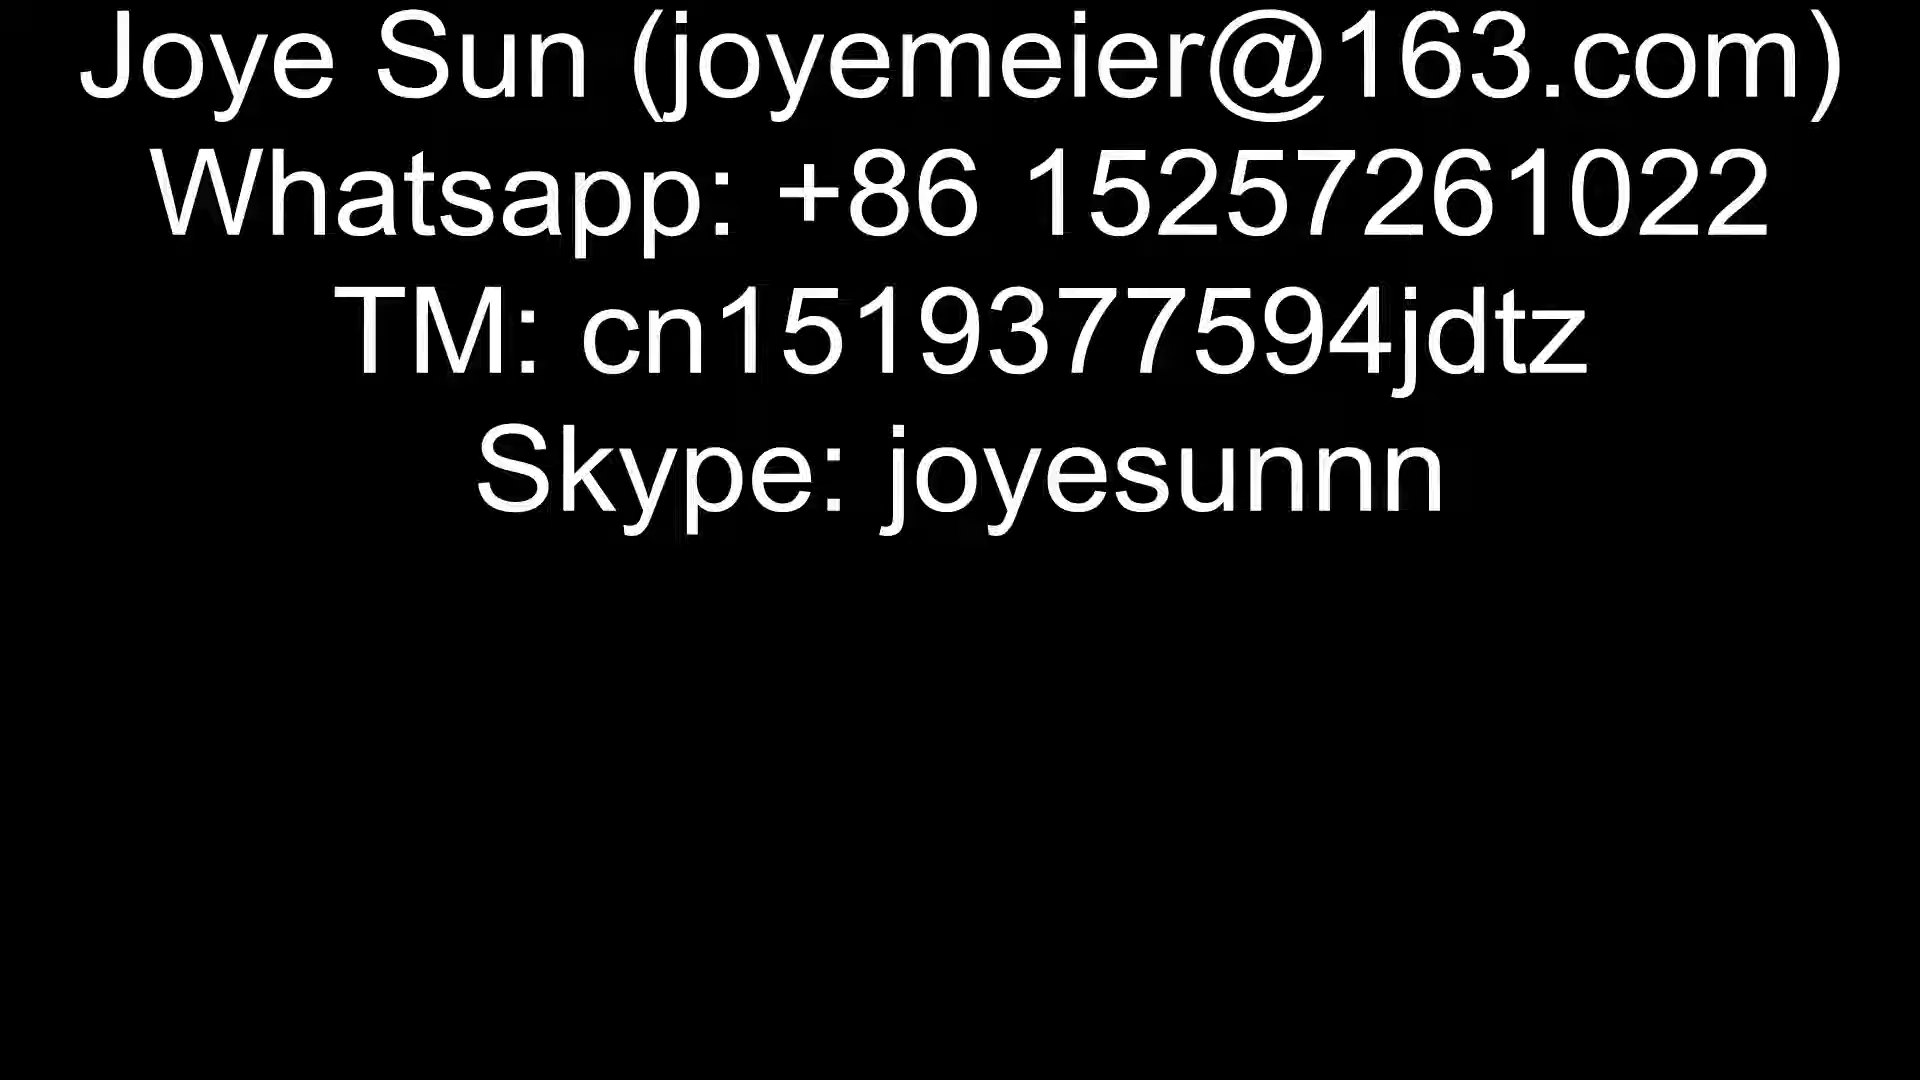 Joye Sun (joyemeier@163.com)
Whatsapp: +86 15257261022
TM: cn1519377594jdtz
Skype: joyesunnn